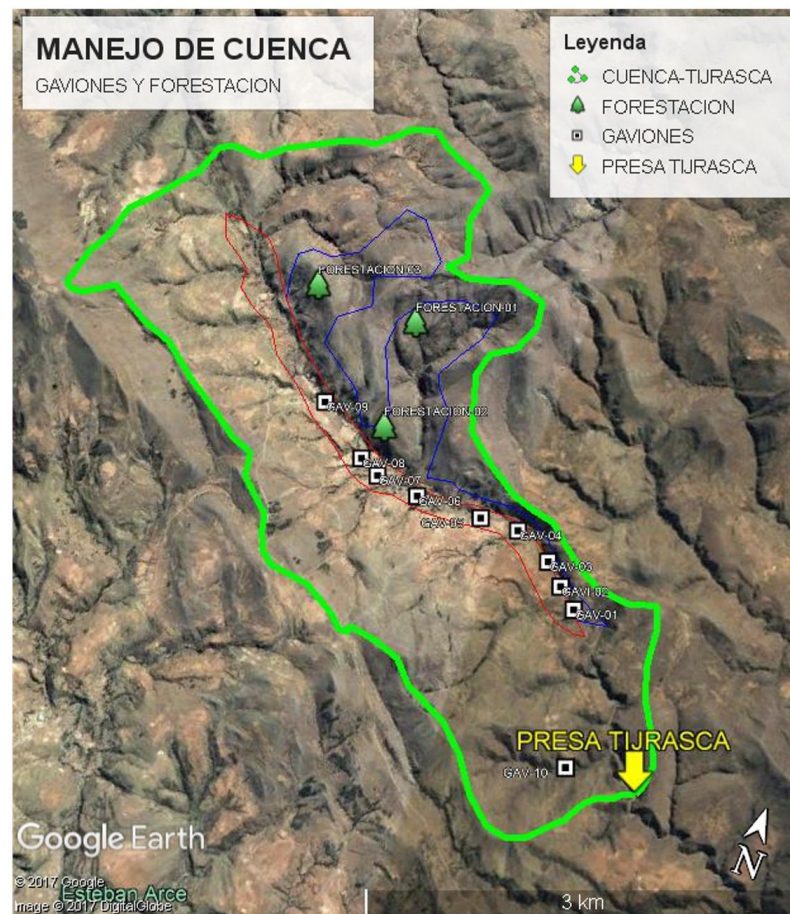 MANEJO DE CUENCA
GAVIONES Y FORESTACION
Leyenda
CUENCA-TIJRASCA
FORESTACION
GAVIONES
PRESA TIJRASCA
FORESTACION-03
FORESTACION-01
GAV-09
FORESTACION-02
GAV-08
GAV-07
GAV-06
GAV-05
GAV-04
GAV-03
GAVI-02
GAV-01
PRESA TIJRASCA
GAV-10
Google Earth
N
© 2017 Google
Esteban Arce
Image © 2017 DigitalGlobe
3 km